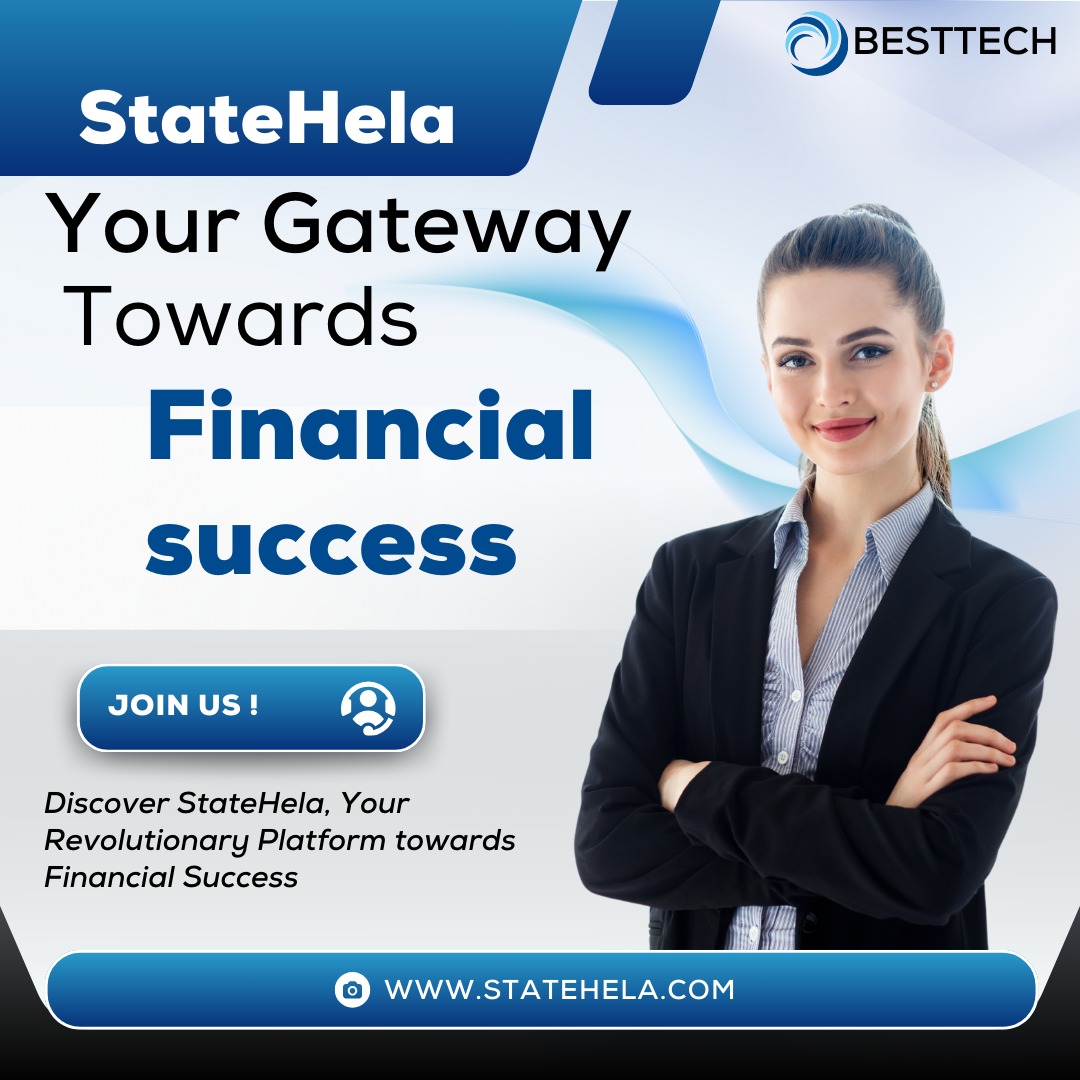 BESTTECH
StateHela
Your Gateway
Towards
Financial
success
JOIN US !
Discover StateHela, Your
Revolutionary Platform towards
Financial Success
WWW.STATEHELA.COM